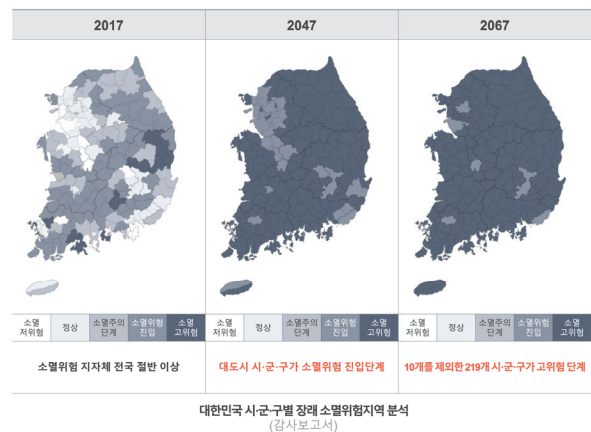 2017 2047 2067
소멸 저위험 정상 소멸주의 단계 소멸위험 진입 소멸 고위험
소멸 저위험 정상 소멸주의 단계 소멸위험 진입 소멸 고위험
소멸 저위험 정상 소멸주의 단계 소멸위험 진입 소멸 고위험
소멸위험 지자체 전국 절반 이상
대도시 시·군·구가 소멸위험 진입단계
10개를 제외한 219개 시·군·구가 고위험 단계
대한민국 시·군·구별 장래 소멸위험지역 분석
(감사보고서)